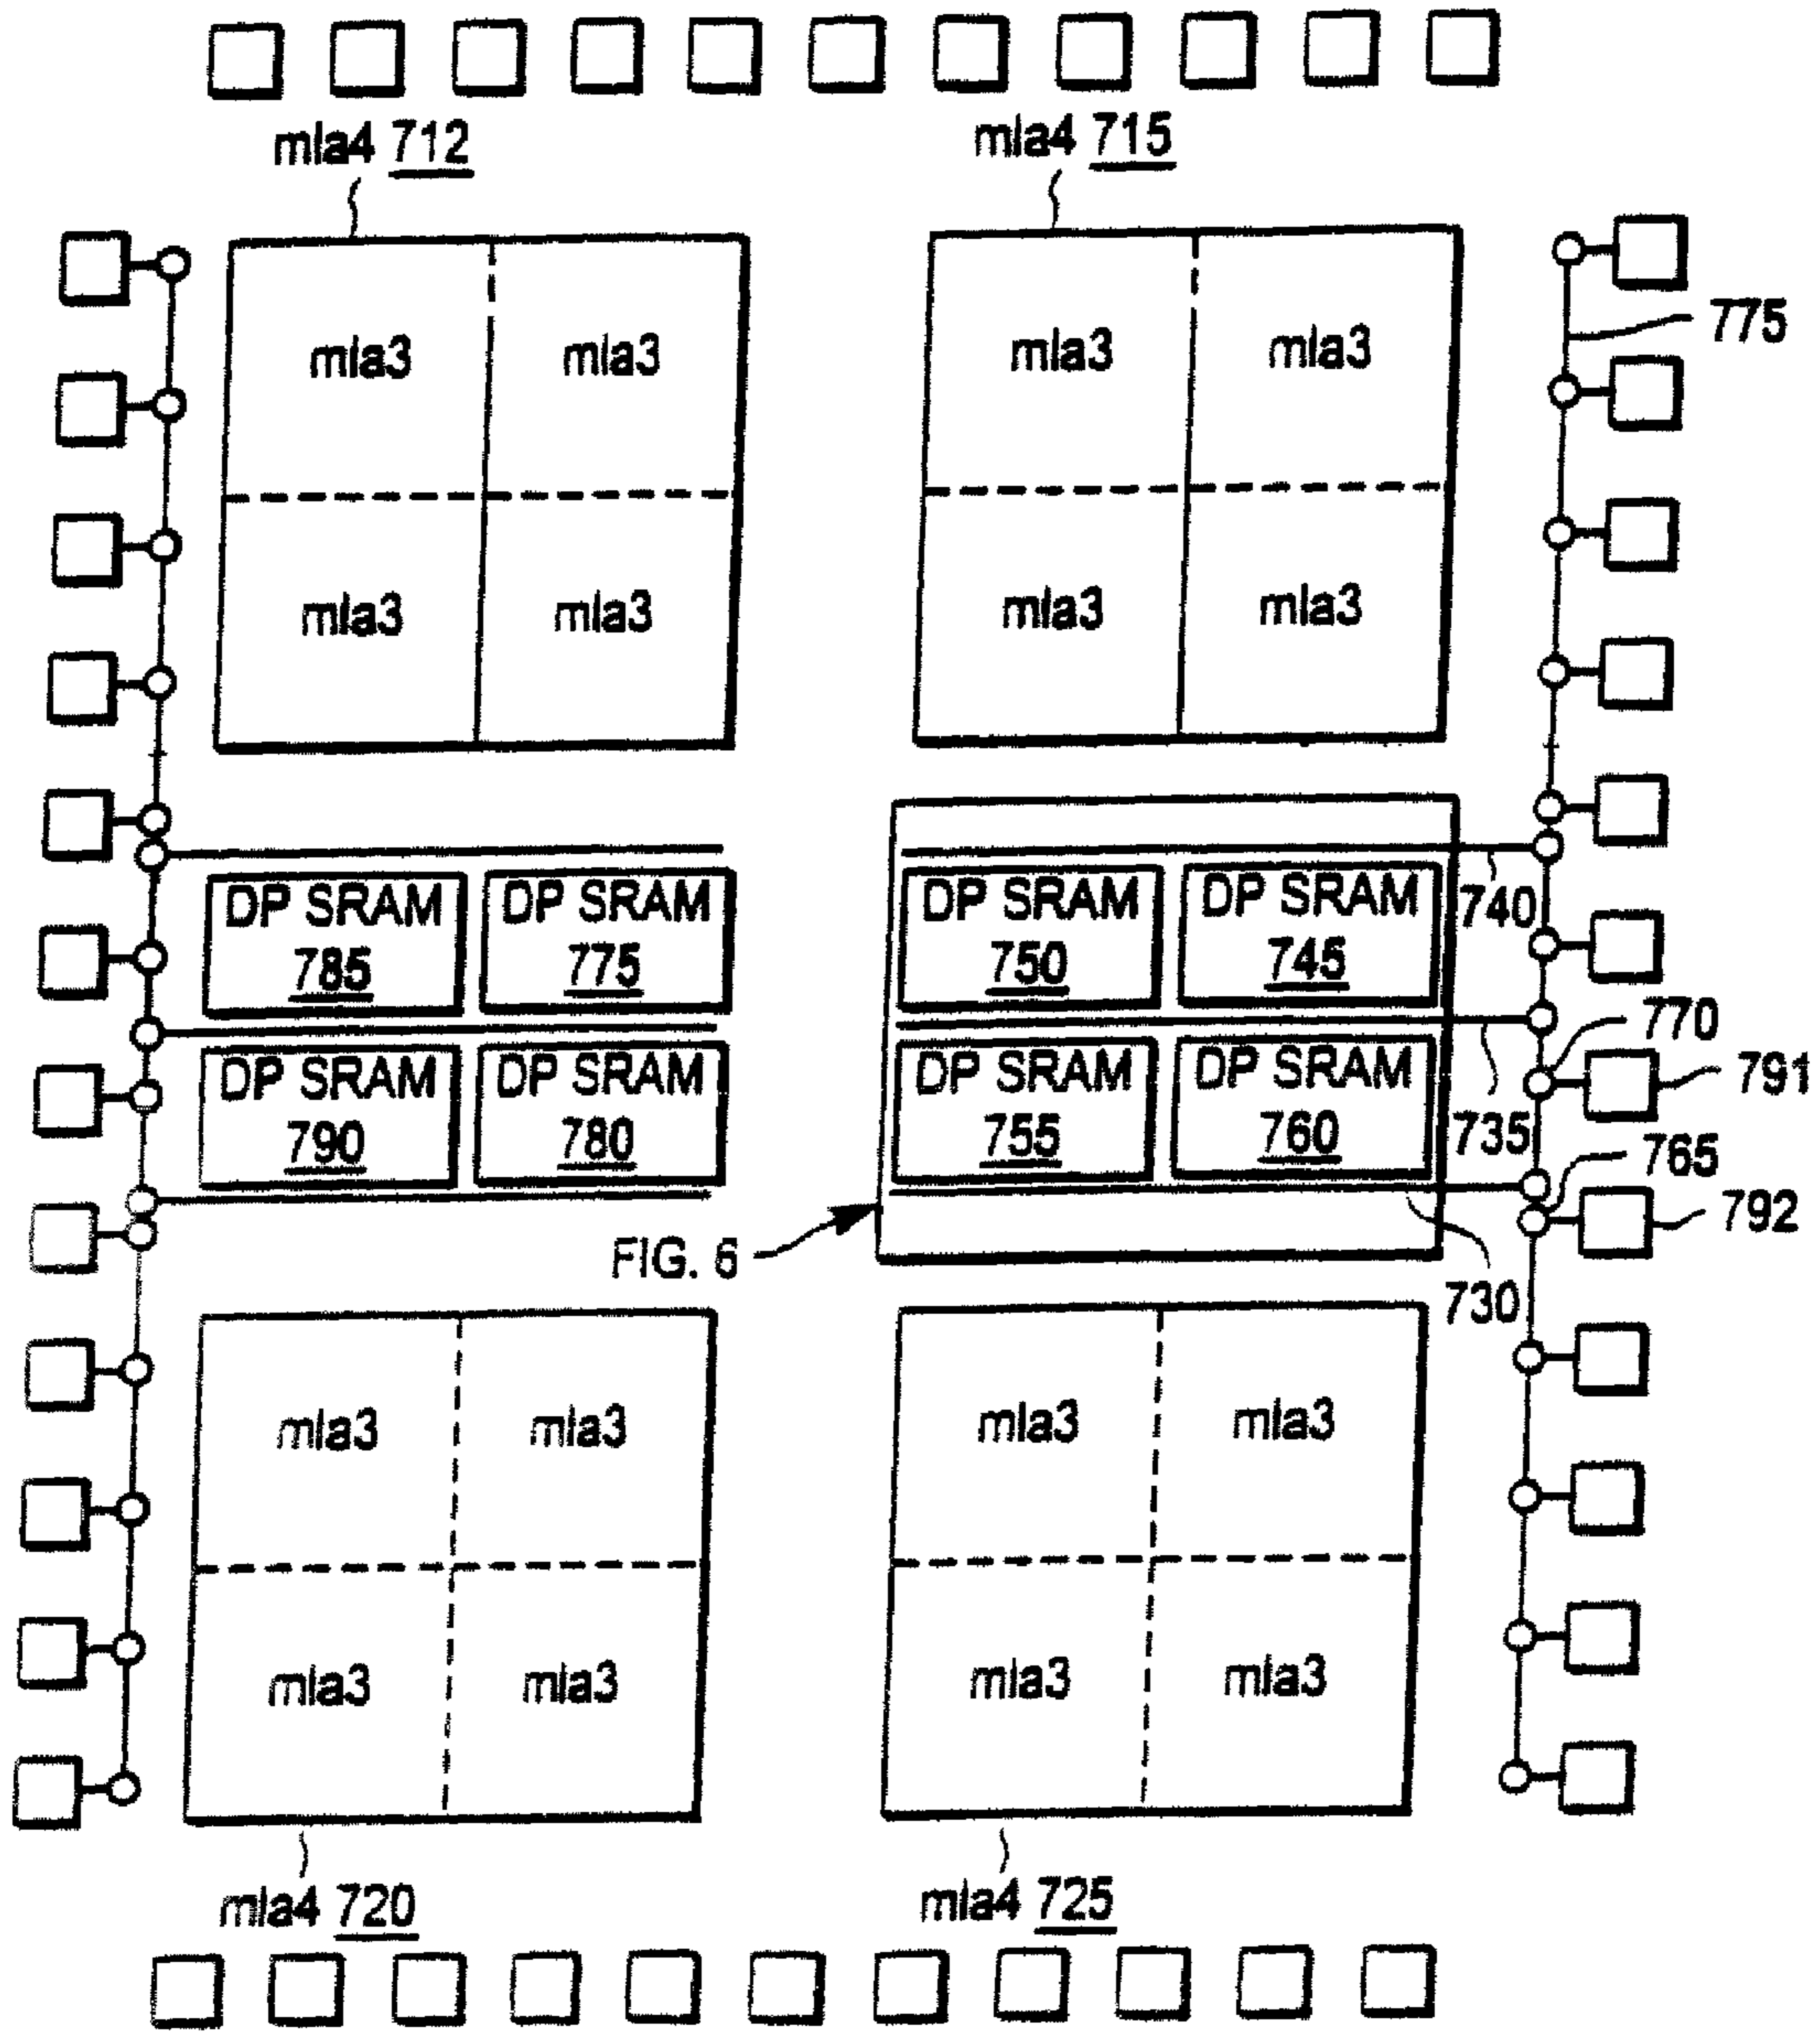 mla4 712
mla4 715
mla3 mla3
mla3 mla3
775
mla3 mla3
mla3 mla3
DP SRAM
785
DP SRAM
775
DP SRAM
750
DP SRAM
745
740
770
791
DP SRAM
790
DP SRAM
780
DP SRAM
755
DP SRAM
760
735
765
792
FIG. 6
730
mla3 mla3
mla3 mla3
mla3 mla3
mla3 mla3
mla4 720
mla4 725